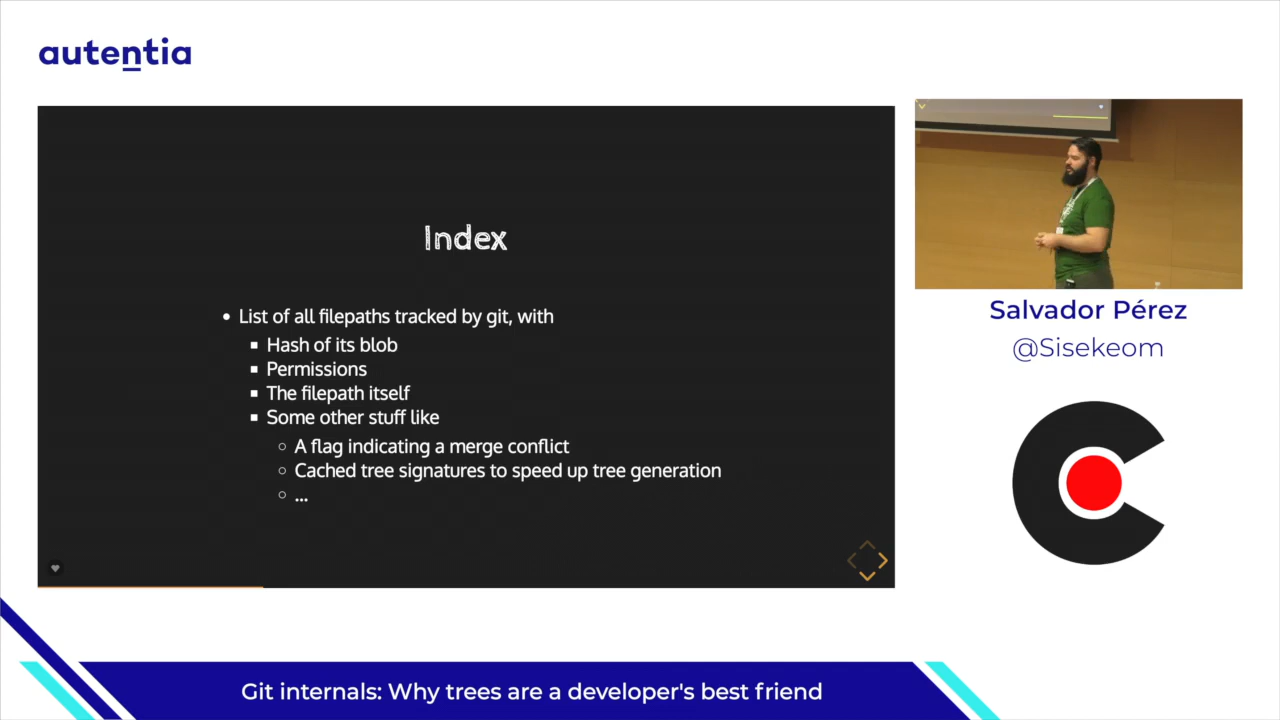 autentia
Index
List of all filepaths tracked by git, with
Hash of its blob
Permissions
The filepath itself
Some other stuff like
A flag indicating a merge conflict
Cached tree signatures to speed up tree generation
...
Salvador Pérez
@Sisekeom
Git internals: Why trees are a developer's best friend